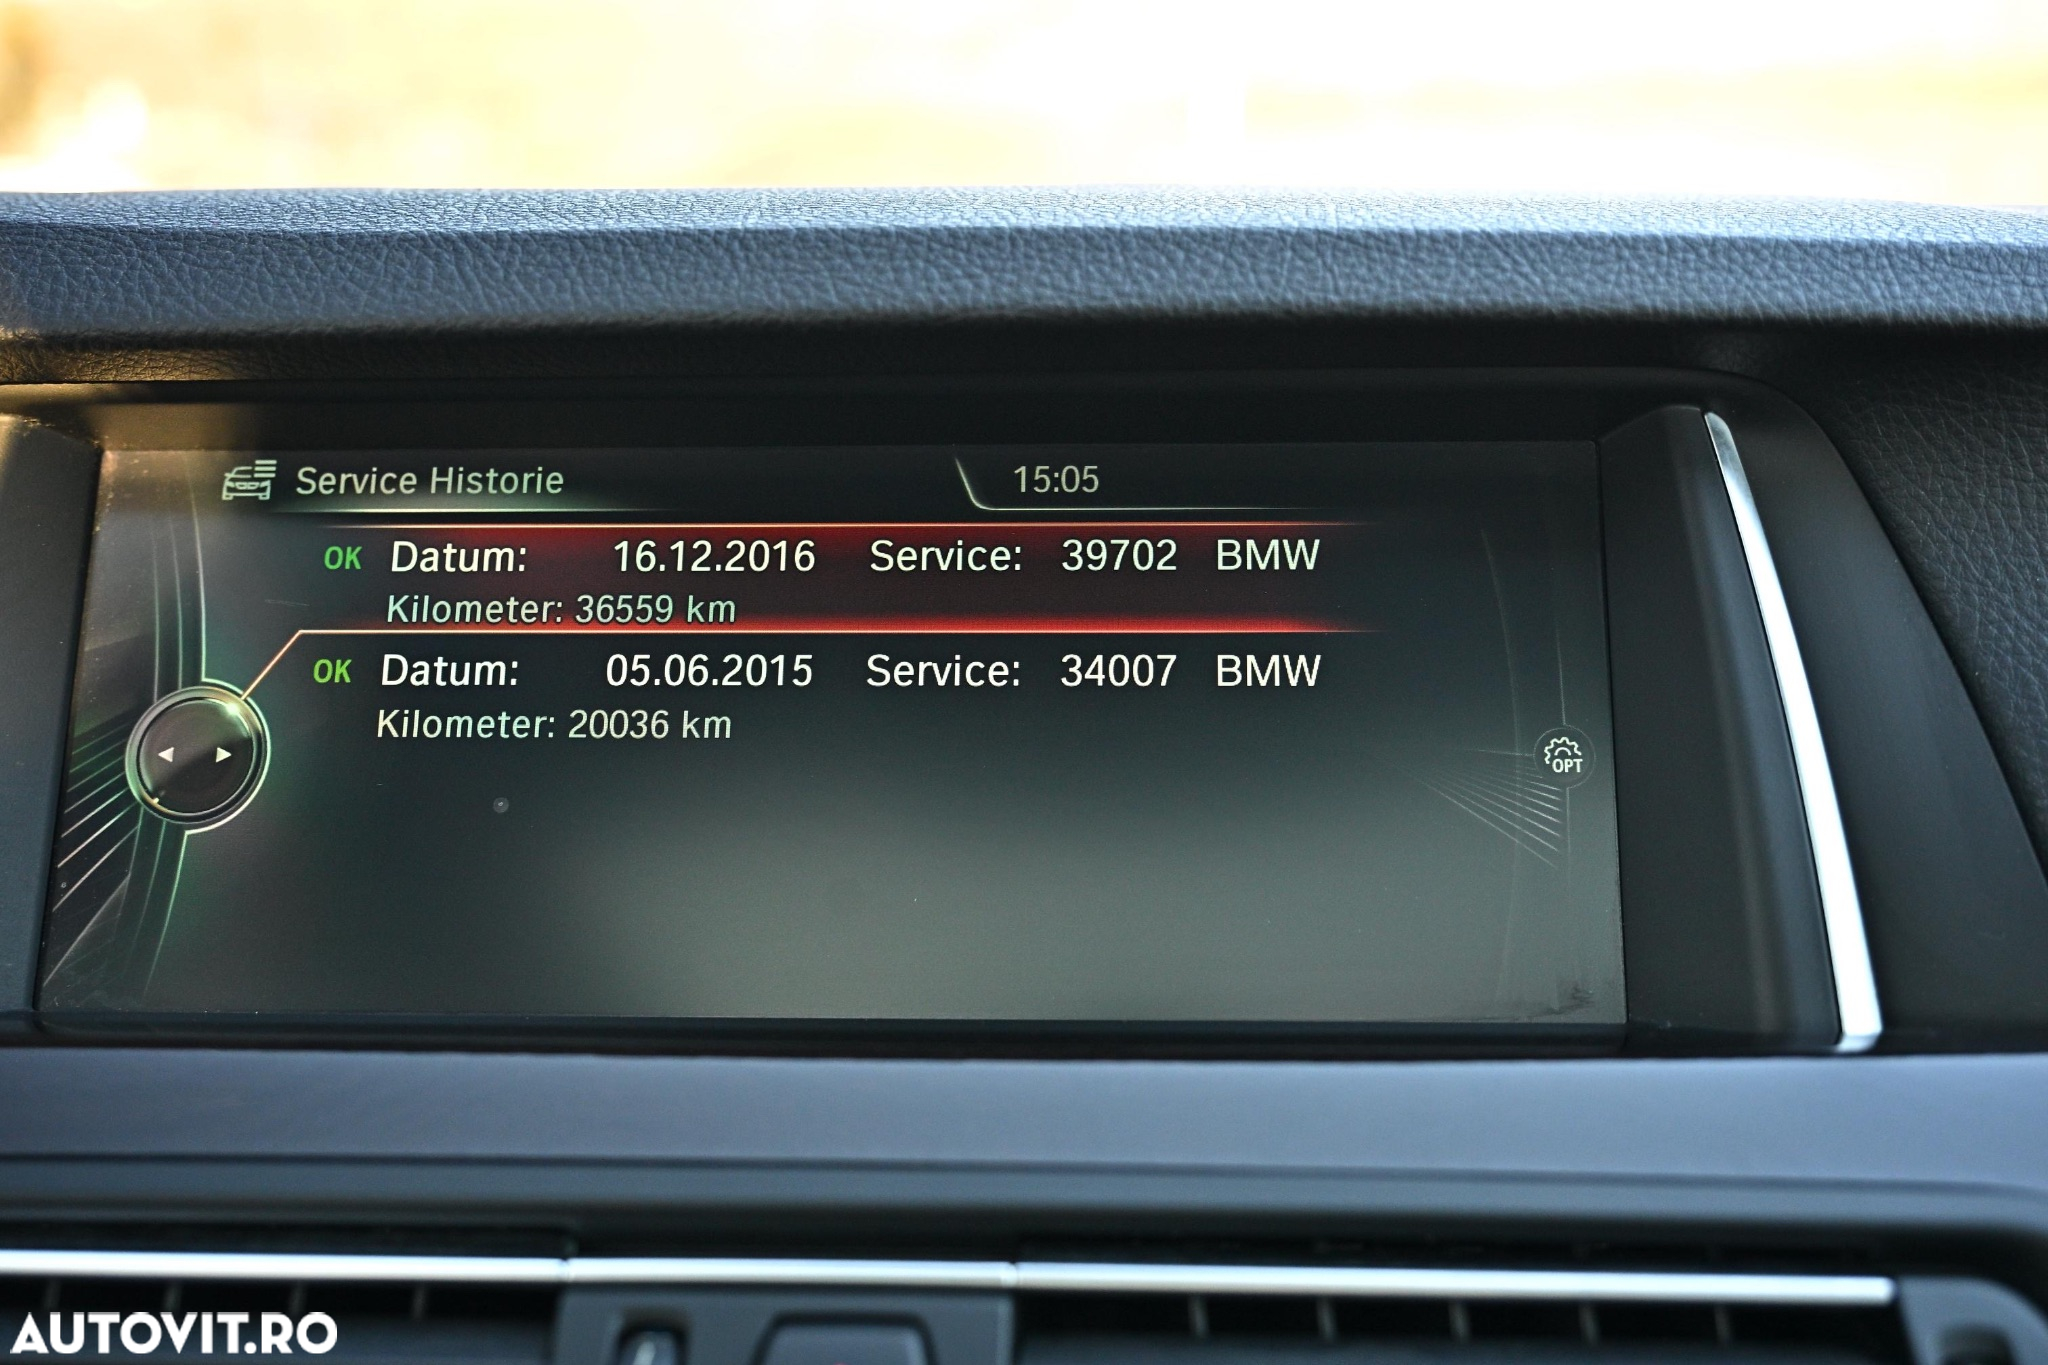 Service Historie 15:05
OK Datum: 16.12.2016 Service: 39702 BMW
Kilometer: 36559 km
OK Datum: 05.06.2015 Service: 34007 BMW
Kilometer: 20036 km
OPT
AUTOVIT.RO